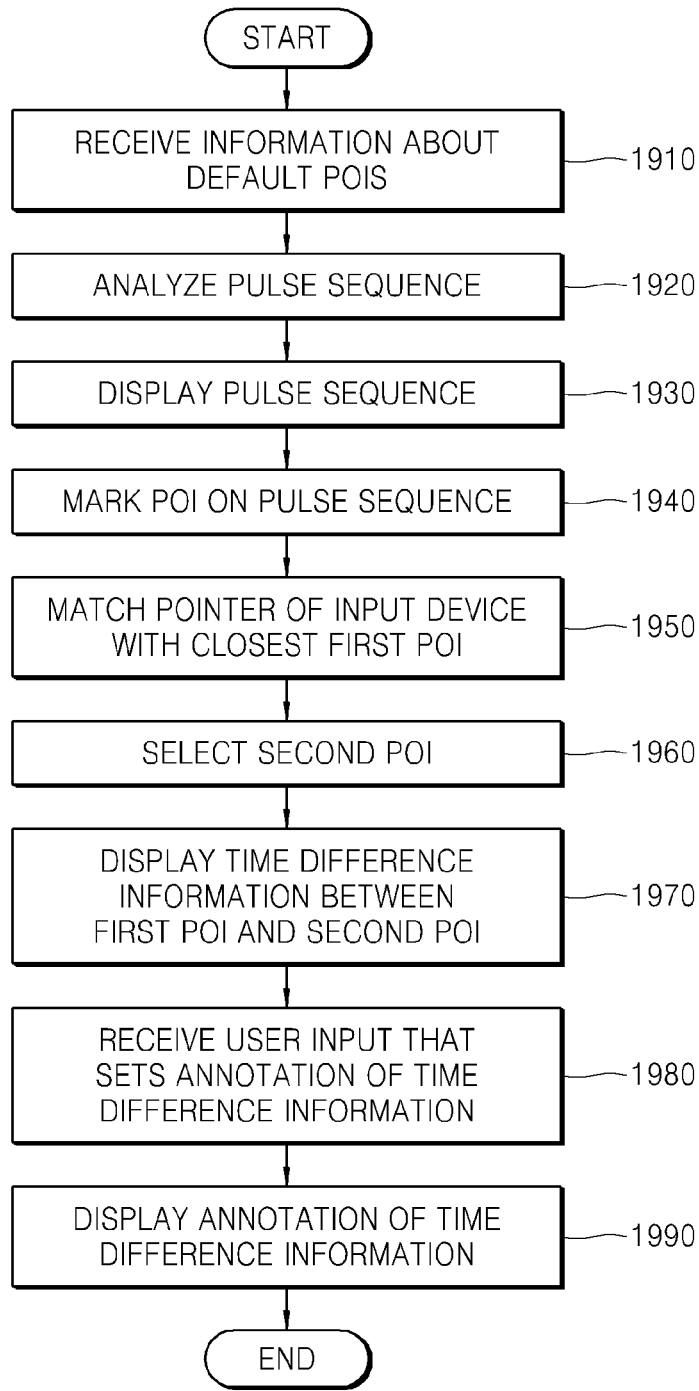 START
RECEIVE INFORMATION ABOUT
DEFAULT POIS
1910
ANALYZE PULSE SEQUENCE
1920
DISPLAY PULSE SEQUENCE
1930
MARK POI ON PULSE SEQUENCE
1940
MATCH POINTER OF INPUT DEVICE
WITH CLOSEST FIRST POI
1950
SELECT SECOND POI
1960
DISPLAY TIME DIFFERENCE
INFORMATION BETWEEN
FIRST POI AND SECOND POI
1970
RECEIVE USER INPUT THAT
SETS ANNOTATION OF TIME
DIFFERENCE INFORMATION
1980
DISPLAY ANNOTATION OF TIME
DIFFERENCE INFORMATION
1990
END